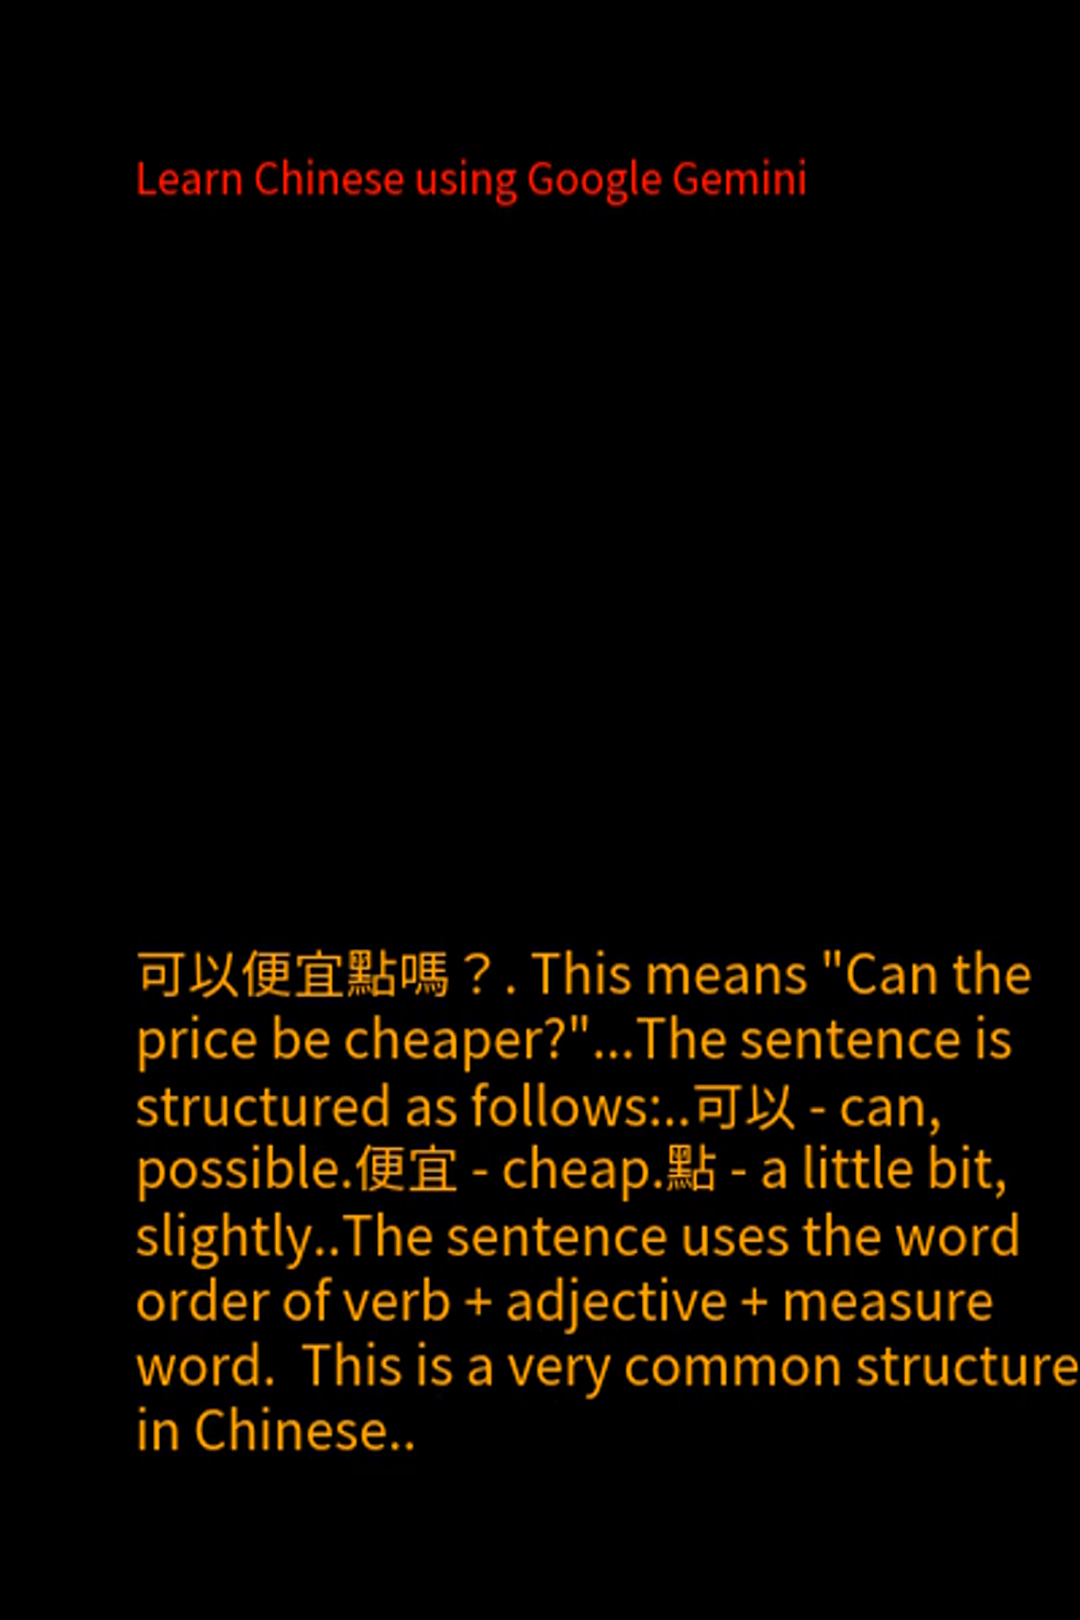 Learn Chinese using Google Gemini
可以便宜點嗎？. This means "Can the
price be cheaper?"...The sentence is
structured as follows:..可以 - can,
possible.便宜 - cheap.點 - a little bit,
slightly..The sentence uses the word
order of verb + adjective + measure
word.  This is a very common structure
in Chinese..